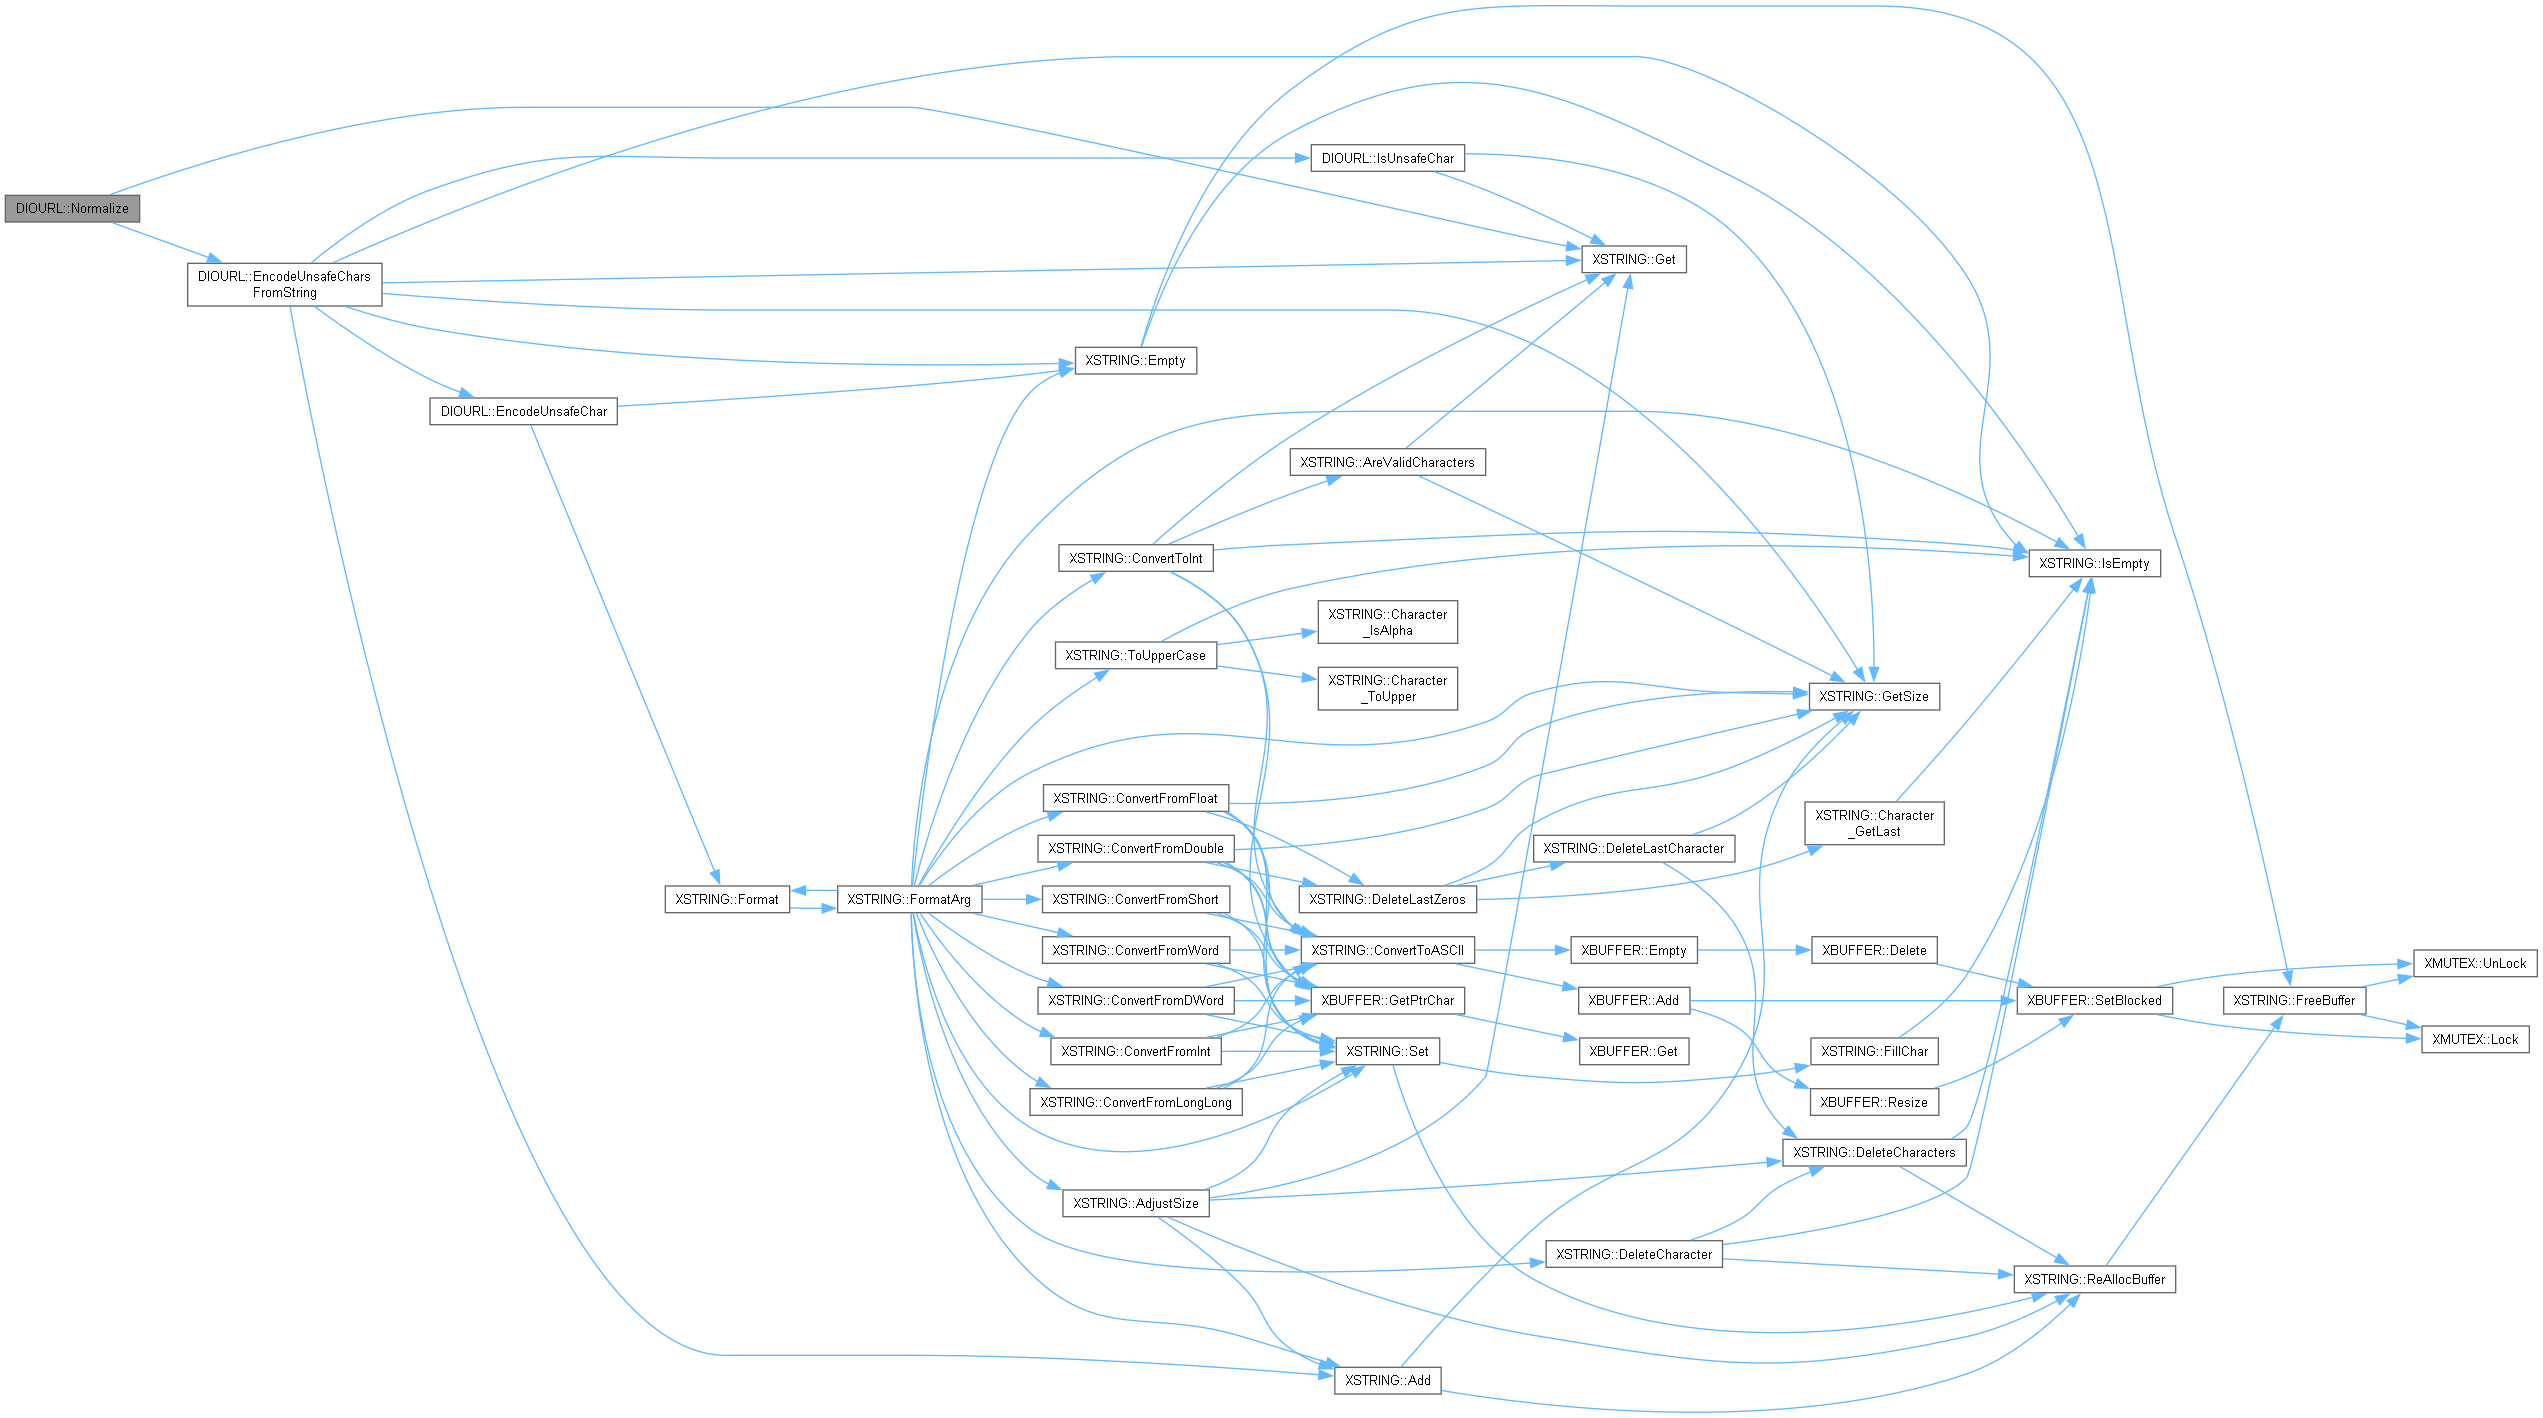 DIOURL::Normalize
DIOURL::EncodeUnsafeChars
FromString
DIOURL::EncodeUnsafeChar
XSTRING::Format
XSTRING::FormatArg
XSTRING::Empty
XSTRING::ConvertToInt
XSTRING::ToUpperCase
XSTRING::ConvertFromFloat
XSTRING::ConvertFromDouble
XSTRING::ConvertFromShort
XSTRING::ConvertFromWord
XSTRING::ConvertFromDWord
XSTRING::ConvertFromInt
XSTRING::ConvertFromLongLong
XSTRING::AdjustSize
DIOURL::IsUnsafeChar
XSTRING::AreValidCharacters
XSTRING::Character
_IsAlpha
XSTRING::Character
_ToUpper
XSTRING::DeleteLastZeros
XSTRING::ConvertToASCII
XBUFFER::GetPtrChar
XSTRING::Set
XSTRING::Add
XSTRING::Get
XSTRING::DeleteLastCharacter
XBUFFER::Empty
XBUFFER::Add
XBUFFER::Get
XSTRING::DeleteCharacter
XSTRING::GetSize
XSTRING::Character
_GetLast
XBUFFER::Delete
XSTRING::FillChar
XBUFFER::Resize
XSTRING::DeleteCharacters
XSTRING::IsEmpty
XBUFFER::SetBlocked
XSTRING::ReAllocBuffer
XSTRING::FreeBuffer
XMUTEX::UnLock
XMUTEX::Lock